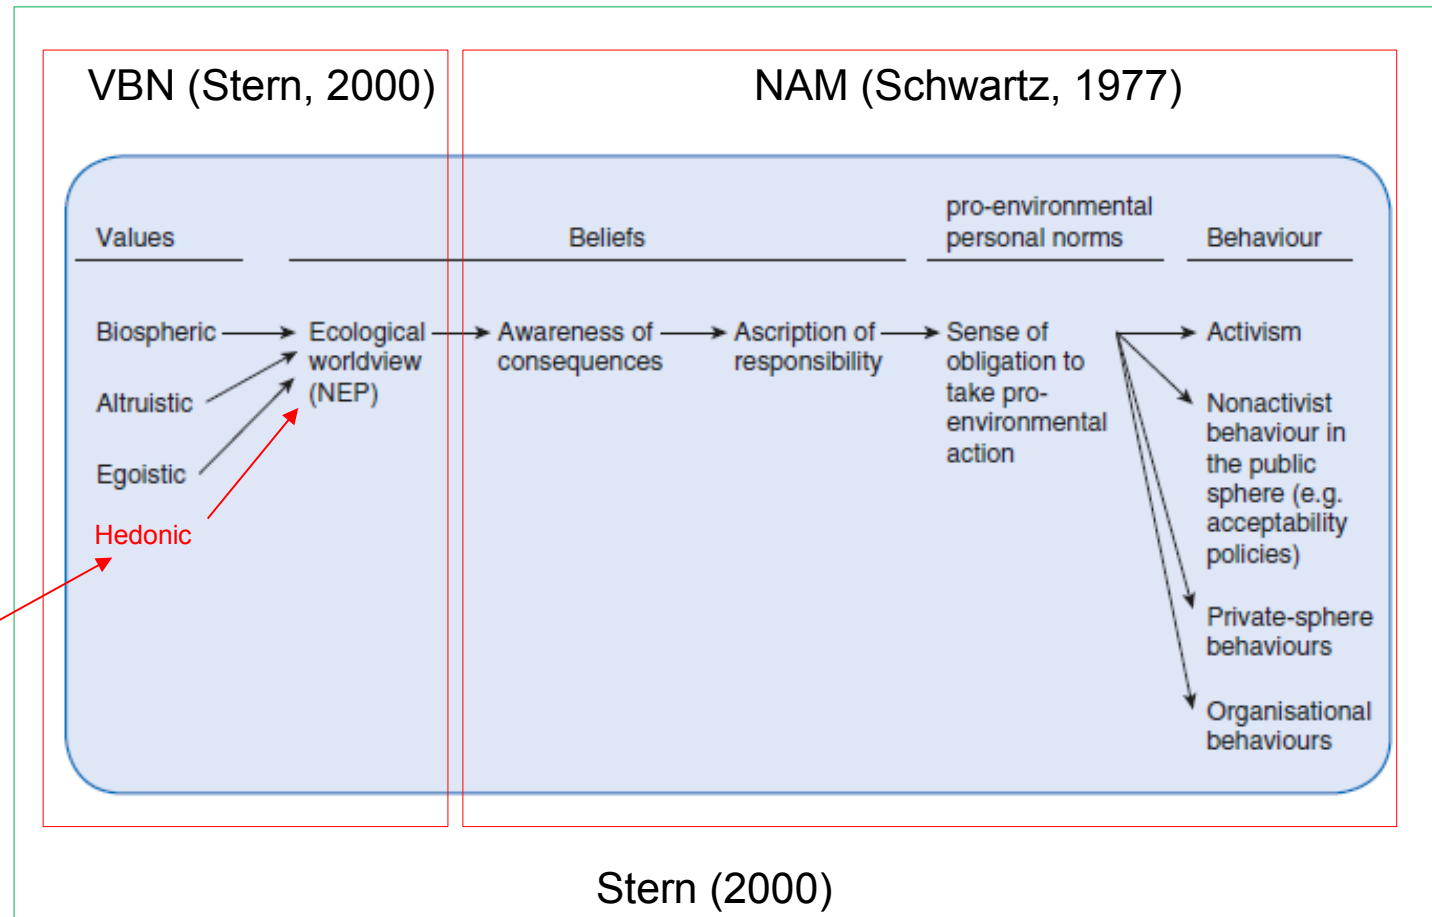 VBN (Stern, 2000)
NAM (Schwartz, 1977)
Values
Beliefs
pro-environmental
personal norms
Behaviour
Biospheric
Altruistic
Egoistic
Hedonic
Ecological
worldview
(NEP)
Awareness of
consequences
Ascription of
responsibility
Sense of
obligation to
take pro-
environmental
action
Activism
Nonactivist
behaviour in
the public
sphere (e.g.
acceptability
policies)
Private-sphere
behaviours
Organisational
behaviours
Stern (2000)